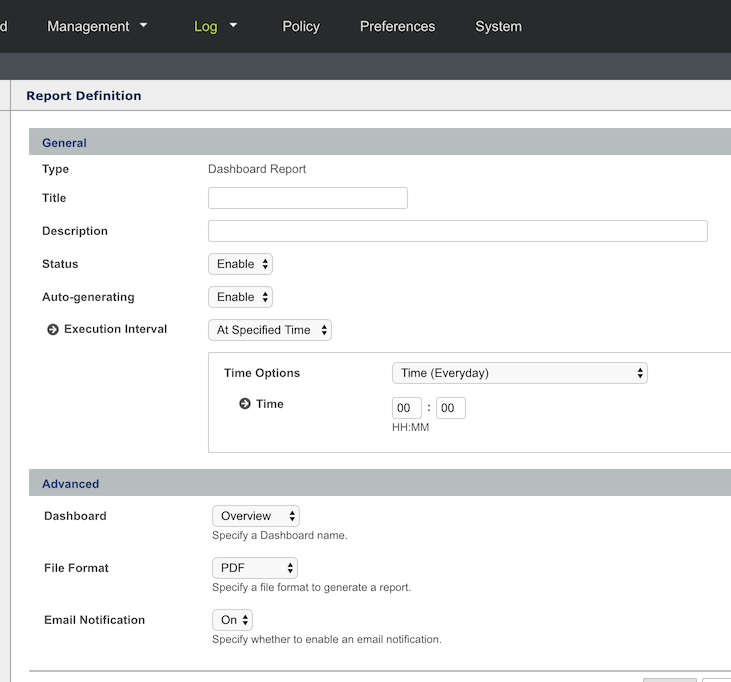 d Management Log Policy Preferences System
Report Definition
General
Type Dashboard Report
Title
Description
Status Enable
Auto-generating Enable
Execution Interval At Specified Time
Time Options Time (Everyday)
Time 00 : 00
HH:MM
Advanced
Dashboard Overview
Specify a Dashboard name.
File Format PDF
Specify a file format to generate a report.
Email Notification On
Specify whether to enable an email notification.